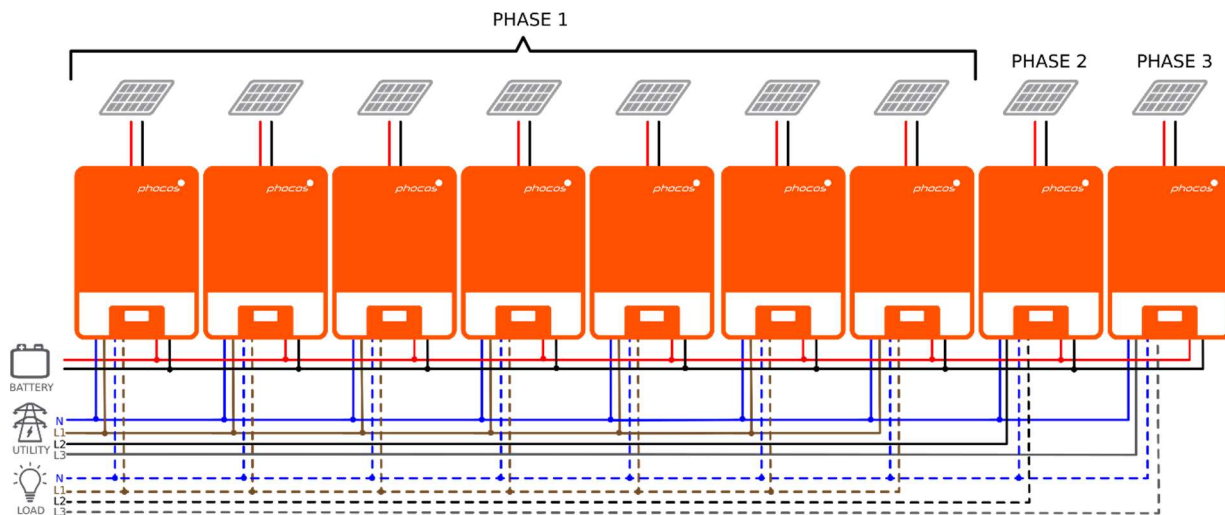 PHASE 1
PHASE 2
PHASE 3
phocos
phocos
phocos
phocos
phocos
phocos
phocos
phocos
phocos
BATTERY
N
L1
UTILITY
L2
L3
N
L1
L2
LOAD
L3